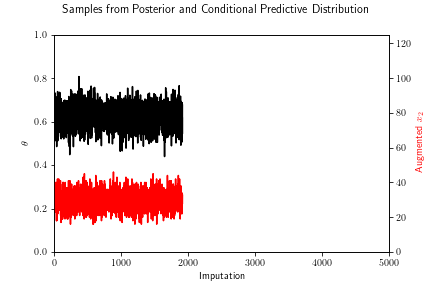 Samples from Posterior and Conditional Predictive Distribution
1.0
0.8
0.6
0.4
0.2
0.0
θ
120
100
80
60
40
20
0
Augmented x₂
0 1000 2000 3000 4000 5000
Imputation